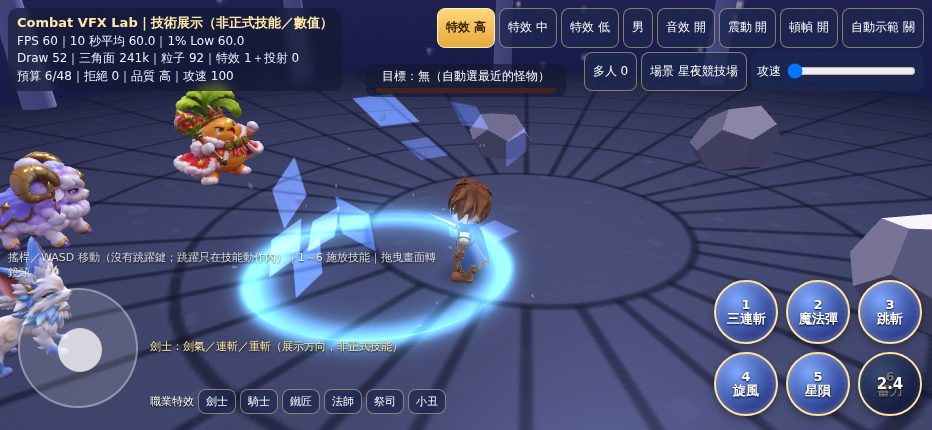 Combat VFX Lab｜技術展示（非正式技能／數值）
FPS 60｜10 秒平均 60.0｜1% Low 60.0
Draw 52｜三角面 241k｜粒子 92｜特效 1＋投射 0
預算 6/48｜拒絕 0｜品質 高｜攻速 100
特效 高
特效 中
特效 低
男
音效 開
震動 開
頓幀 開
自動示範 關
多人 0
場景 星夜競技場
攻速
目標：無（自動選最近的怪物）
搖桿／WASD 移動（沒有跳躍鍵；跳躍只在技能動作內）｜1~6 施放技能｜拖曳畫面轉
鏡頭
1
三連斬
2
魔法彈
3
跳斬
4
旋風
5
星隕
6
2.4
劍士：劍氣／連斬／重斬（展示方向，非正式技能）
職業特效
劍士
騎士
鐵匠
法師
祭司
小丑